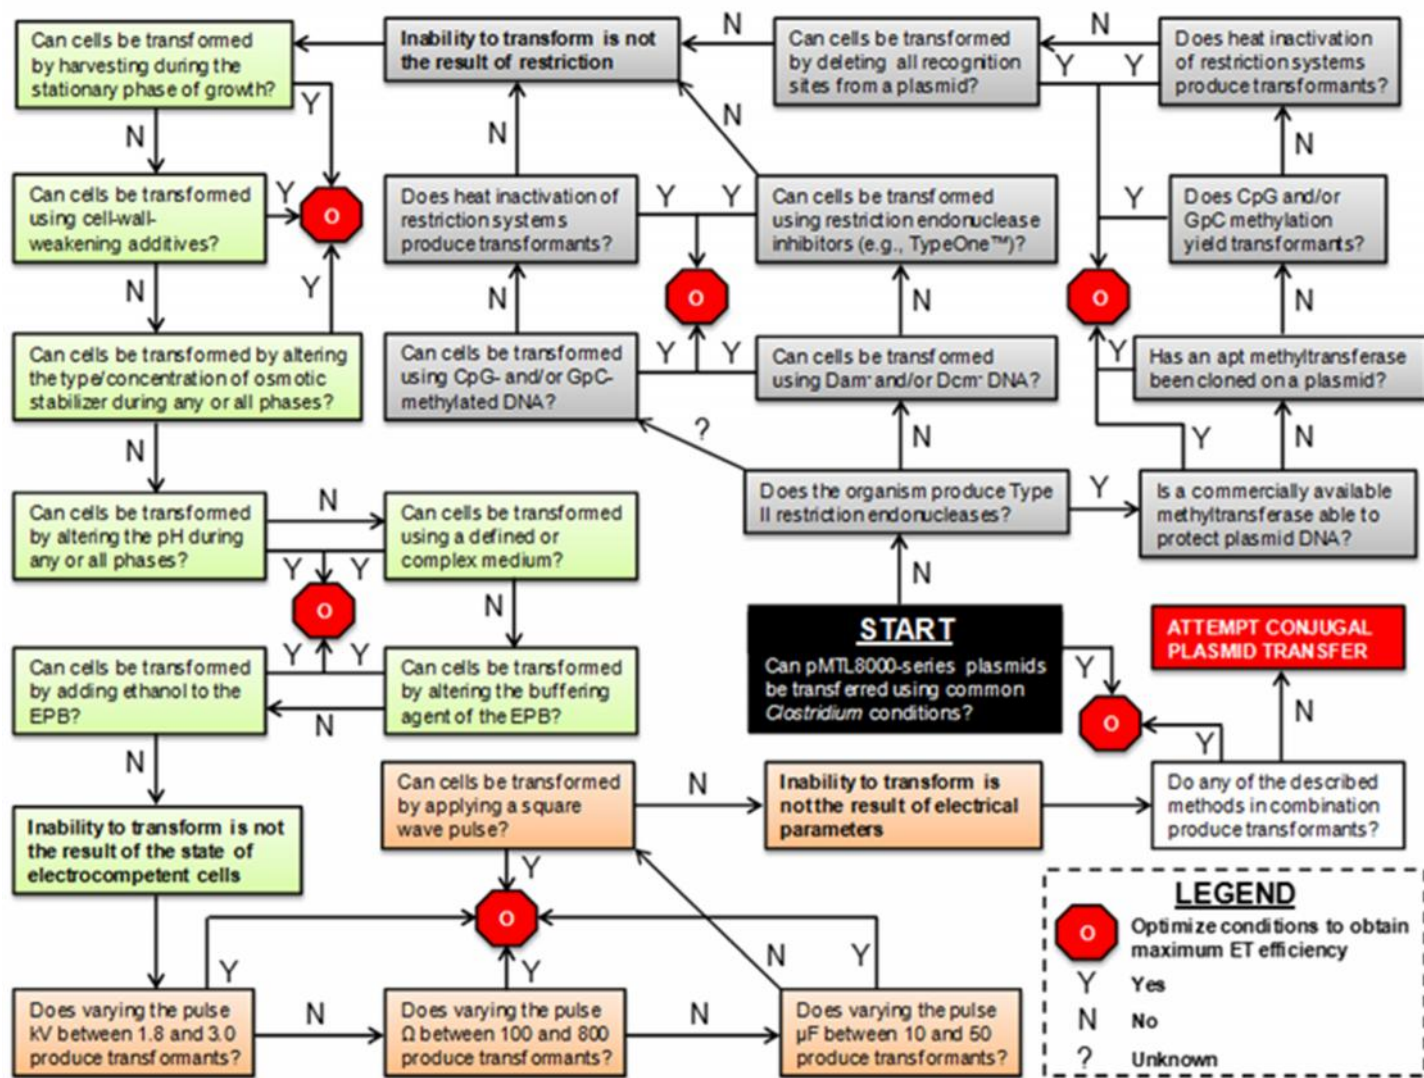 Can cells be transformed
by harvesting during the
stationary phase of growth?
Y
N
Inability to transform is not
the result of restriction
N
Can cells be transformed
by deleting all recognition
sites from a plasmid?
N
Y
Y
Does heat inactivation
of restriction systems
produce transformants?
N
N
N
Can cells be transformed
using cell-wall-
weakening additives?
Y
O
N
Y
Does heat inactivation of
restriction systems
produce transformants?
Y
Y
Can cells be transformed
using restriction endonuclease
inhibitors (e.g., TypeOne™)?
Y
Does CpG and/or
GpC methylation
yield transformants?
N
O
N
O
N
Can cells be transformed by altering
the type/concentration of osmotic
stabilizer during any or all phases?
N
Can cells be transformed
using CpG- and/or GpC-
methylated DNA?
Y
Y
Can cells be transformed
using Dam- and/or Dcm- DNA?
Y
Has an apt methyltransferase
been cloned on a plasmid?
?
N
Y
N
Can cells be transformed
by altering the pH during
any or all phases?
N
Y
Y
Can cells be transformed
using a defined or
complex medium?
N
Does the organism produce Type
II restriction endonucleases?
Y
Is a commercially available
methyltransferase able to
protect plasmid DNA?
N
O
Y
Y
START
Can pMTL8000-series plasmids
be transferred using common
Clostridium conditions?
Y
O
ATTEMPT CONJUGAL
PLASMID TRANSFER
N
Y
Can cells be transformed
by adding ethanol to the
EPB?
N
Can cells be transformed
by altering the buffering
agent of the EPB?
N
Can cells be transformed
by applying a square
wave pulse?
N
Y
Inability to transform is
not the result of electrical
parameters
Do any of the described
methods in combination
produce transformants?
Inability to transform is not
the result of the state of
electrocompetent cells
O
Y
Y
N
Y
Does varying the pulse
kV between 1.8 and 3.0
produce transformants?
N
Does varying the pulse
Ω between 100 and 800
produce transformants?
N
Does varying the pulse
µF between 10 and 50
produce transformants?
LEGEND
O
Optimize conditions to obtain
maximum ET efficiency
Y
Yes
N
No
?
Unknown